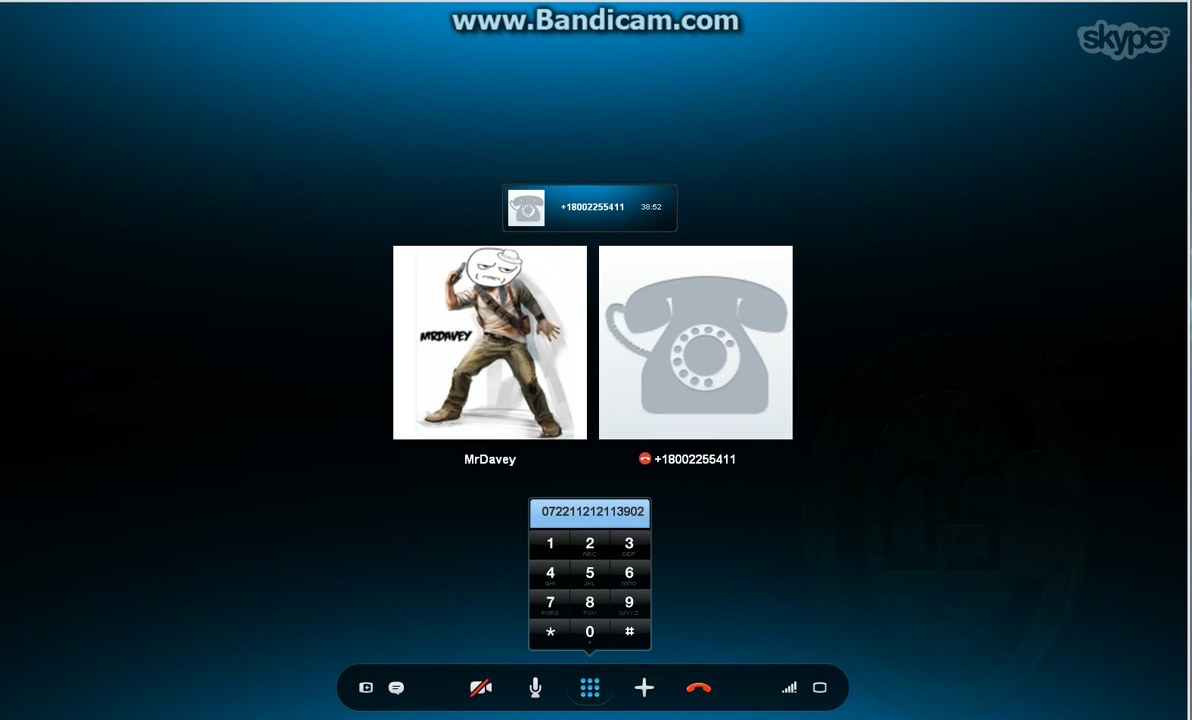 www.Bandicam.com
skype™
+18002255411 38:52
MRDAVEY
MrDavey
+18002255411
072211212113902
1 2 3
ABC DEF
4 5 6
GHI JKL MNO
7 8 9
PQRS TUV WXYZ
* 0 #
+